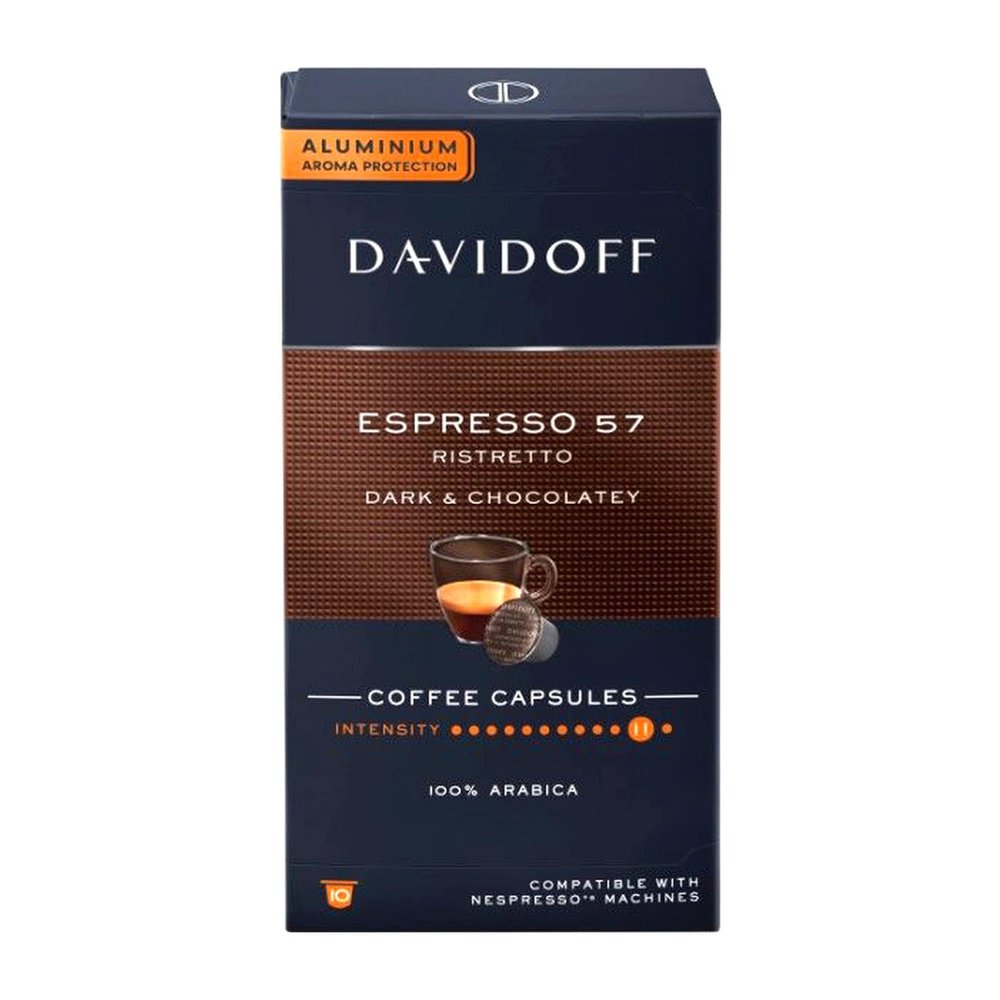 ALUMINIUM
AROMA PROTECTION
DAVIDOFF
ESPRESSO 57
RISTRETTO
DARK & CHOCOLATEY
DAVIDOFF
COFFEE CAPSULES
INTENSITY 11
100% ARABICA
10
COMPATIBLE WITH
NESPRESSO** MACHINES